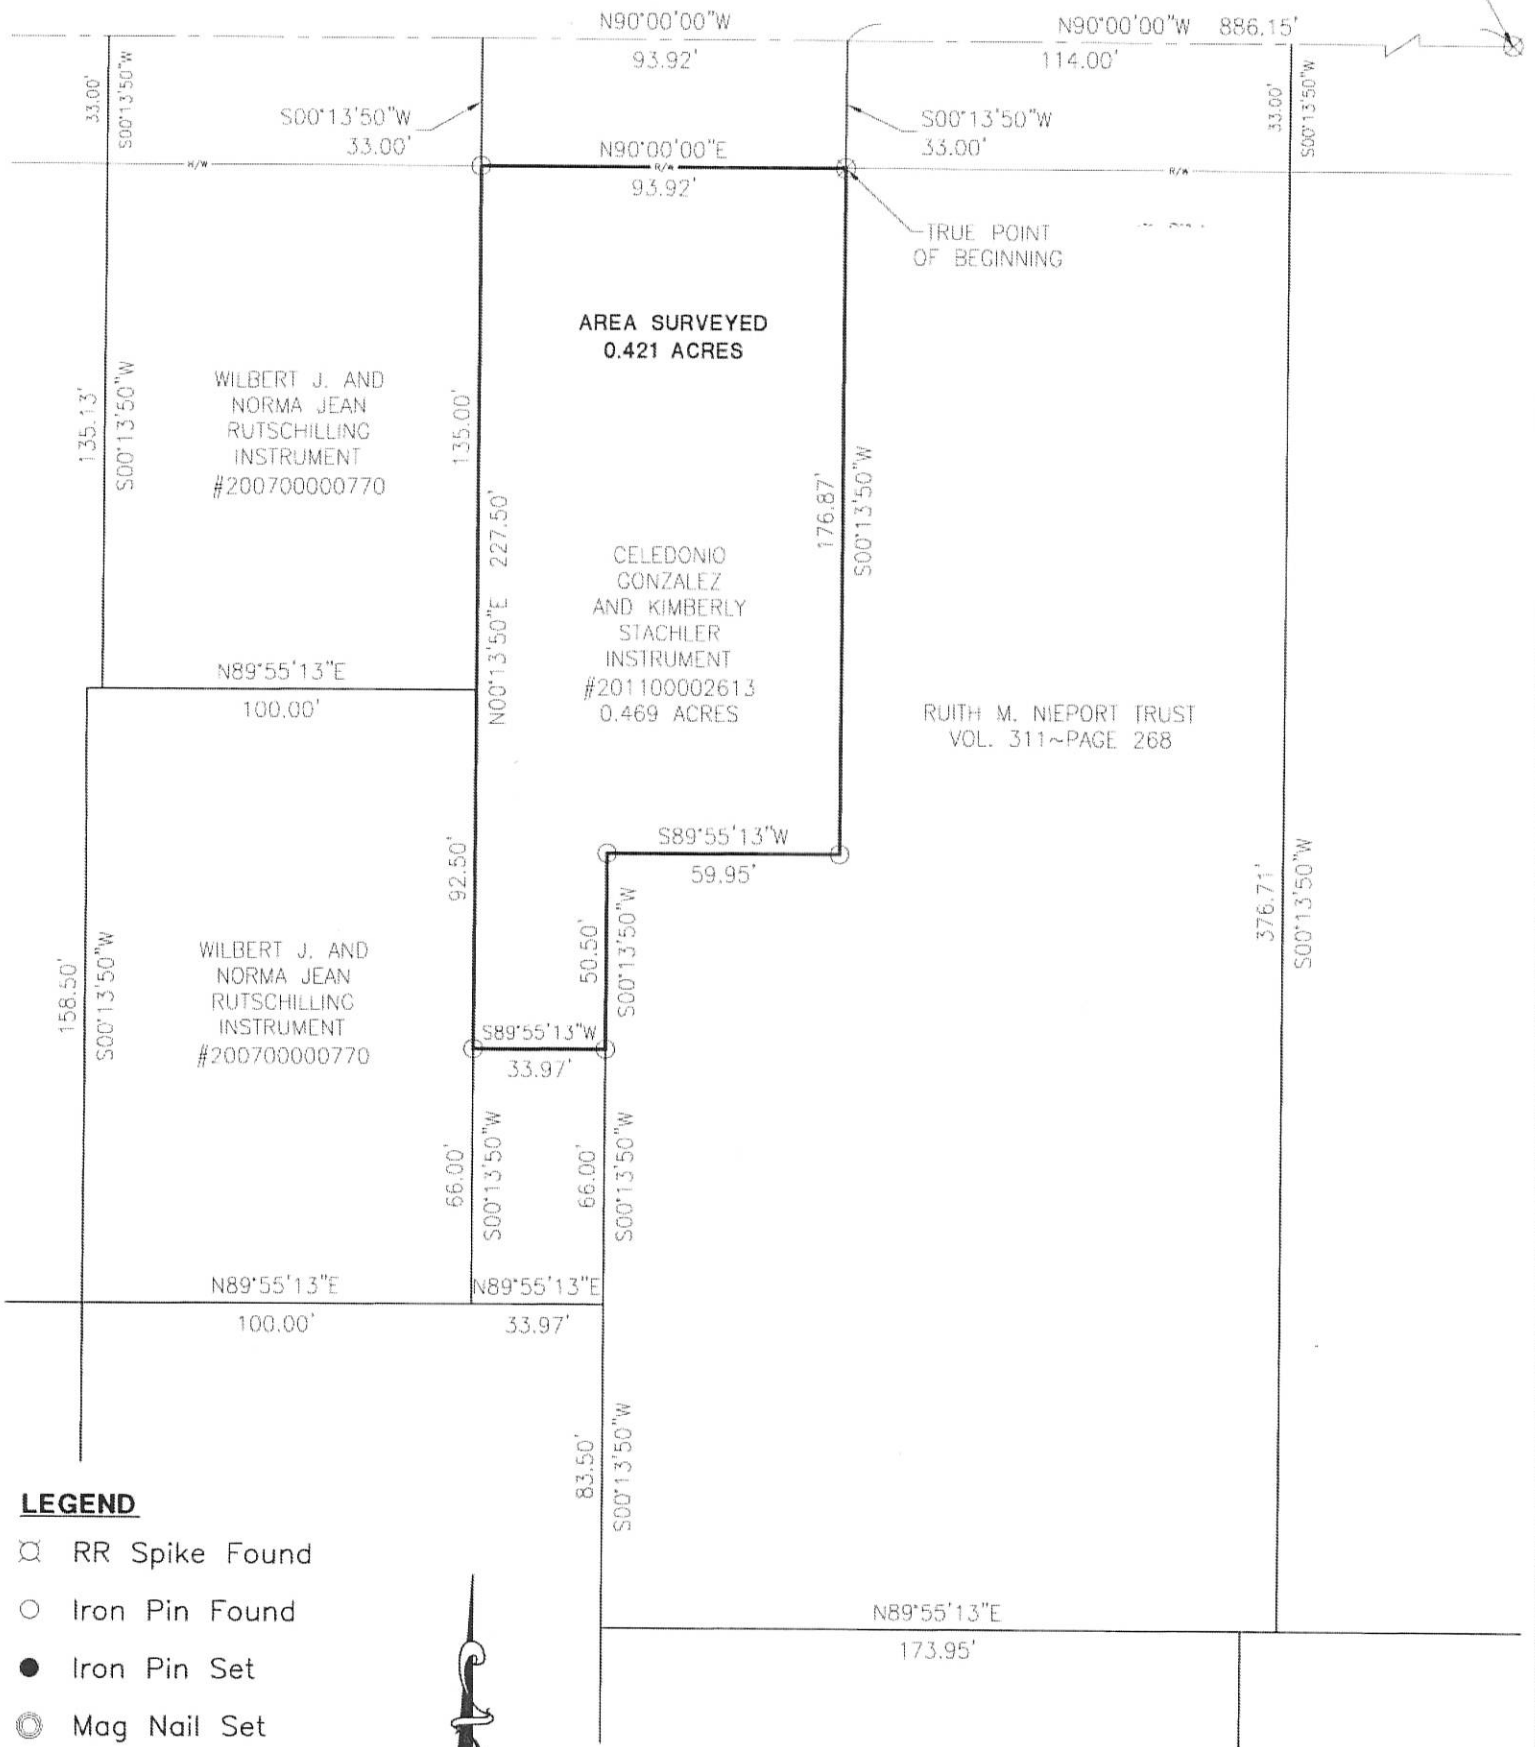 N90°00'00"W
93.92'
N90°00'00"W 886.15'
114.00'
33.00'
S00°13'50"W
S00°13'50"W
33.00'
S00°13'50"W
33.00'
33.00'
S00°13'50"W
R/W
N90°00'00"E
R/W
93.92'
R/W
TRUE POINT
OF BEGINNING
AREA SURVEYED
0.421 ACRES
135.13'
S00°13'50"W
WILBERT J. AND
NORMA JEAN
RUTSCHILLING
INSTRUMENT
#200700000770
135.00'
N00°13'50"E 227.50'
176.87'
S00°13'50"W
CELEDONIO
GONZALEZ
AND KIMBERLY
STACHLER
INSTRUMENT
#201100002613
0.469 ACRES
RUITH M. NIEPORT TRUST
VOL. 311~PAGE 268
N89°55'13"E
100.00'
92.50'
S89°55'13"W
59.95'
50.50'
S00°13'50"W
376.71'
S00°13'50"W
158.50'
S00°13'50"W
WILBERT J. AND
NORMA JEAN
RUTSCHILLING
INSTRUMENT
#200700000770
S89°55'13"W
33.97'
66.00'
S00°13'50"W
66.00'
S00°13'50"W
N89°55'13"E
100.00'
N89°55'13"E
33.97'
83.50'
S00°13'50"W
N89°55'13"E
173.95'
LEGEND
RR Spike Found
Iron Pin Found
Iron Pin Set
Mag Nail Set